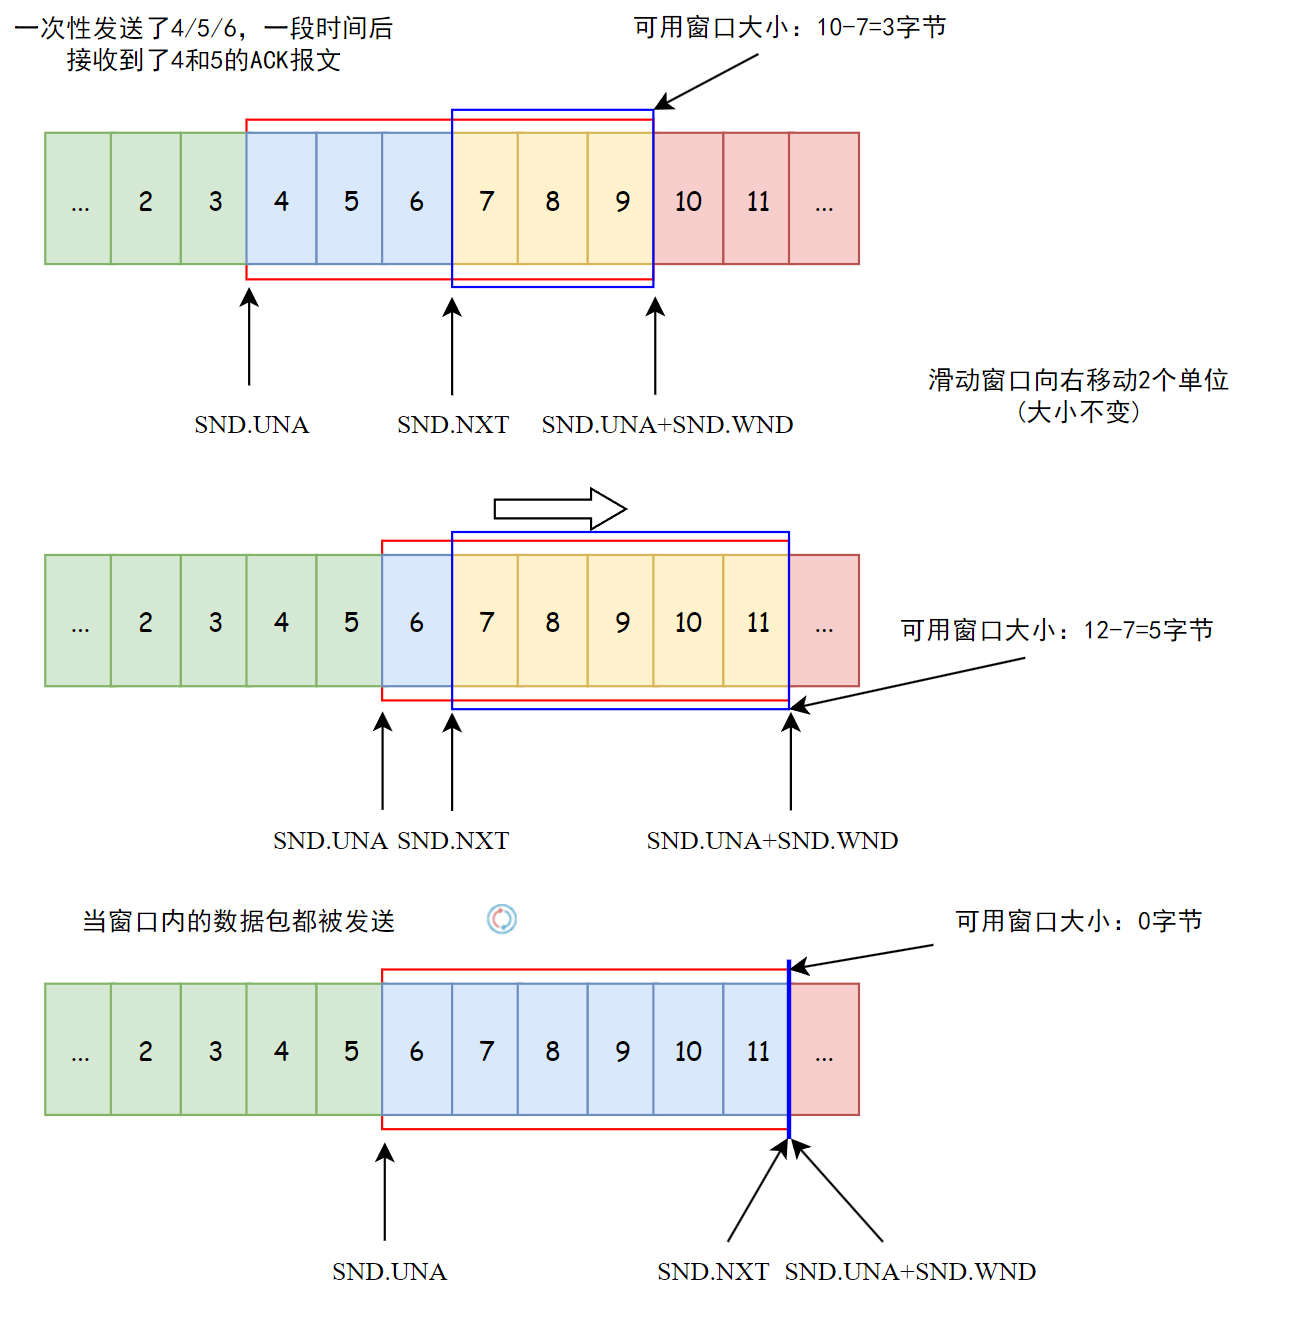 一次性发送了4/5/6，一段时间后
接收到了4和5的ACK报文
可用窗口大小：10-7=3字节
... 2 3 4 5 6 7 8 9 10 11 ...
SND.UNA SND.NXT SND.UNA+SND.WND
滑动窗口向右移动2个单位
(大小不变)
... 2 3 4 5 6 7 8 9 10 11 ...
可用窗口大小：12-7=5字节
SND.UNA SND.NXT SND.UNA+SND.WND
当窗口内的数据包都被发送
可用窗口大小：0字节
... 2 3 4 5 6 7 8 9 10 11 ...
SND.UNA SND.NXT SND.UNA+SND.WND